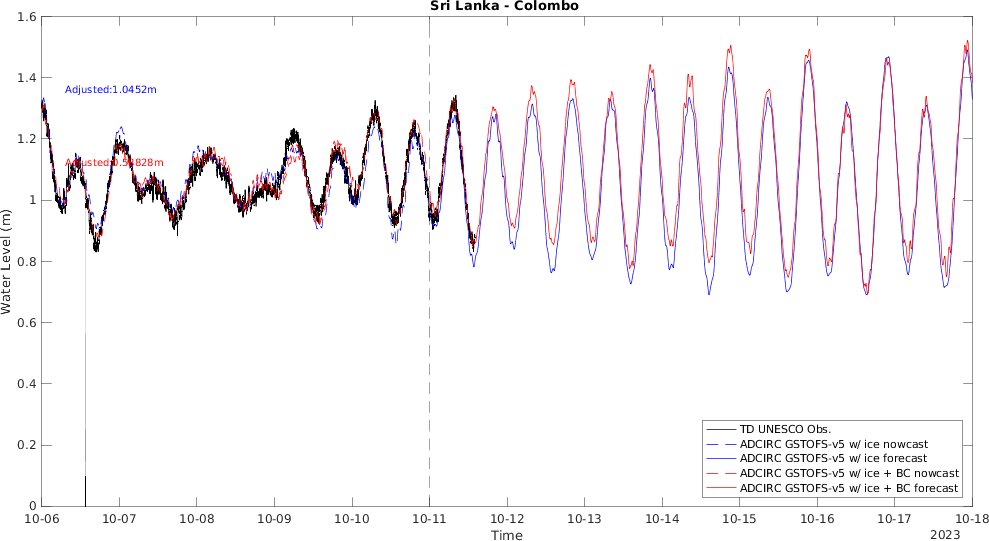 Sri Lanka - Colombo
1.6
1.4
1.2
1
0.8
0.6
0.4
0.2
0
Water Level (m)
Adjusted:1.0452m
TD UNESCO Obs.
ADCIRC GSTOFS-v5 w/ ice nowcast
ADCIRC GSTOFS-v5 w/ ice forecast
ADCIRC GSTOFS-v5 w/ ice + BC nowcast
ADCIRC GSTOFS-v5 w/ ice + BC forecast
10-06 10-07 10-08 10-09 10-10 10-11 10-12 10-13 10-14 10-15 10-16 10-17 10-18
Time
2023